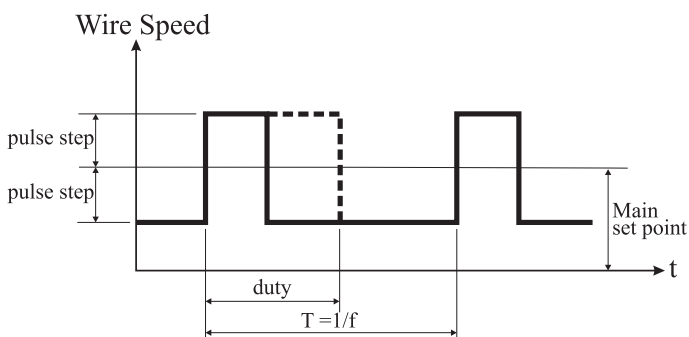 Wire Speed
pulse step
pulse step
Main
set point
t
duty
T =1/f